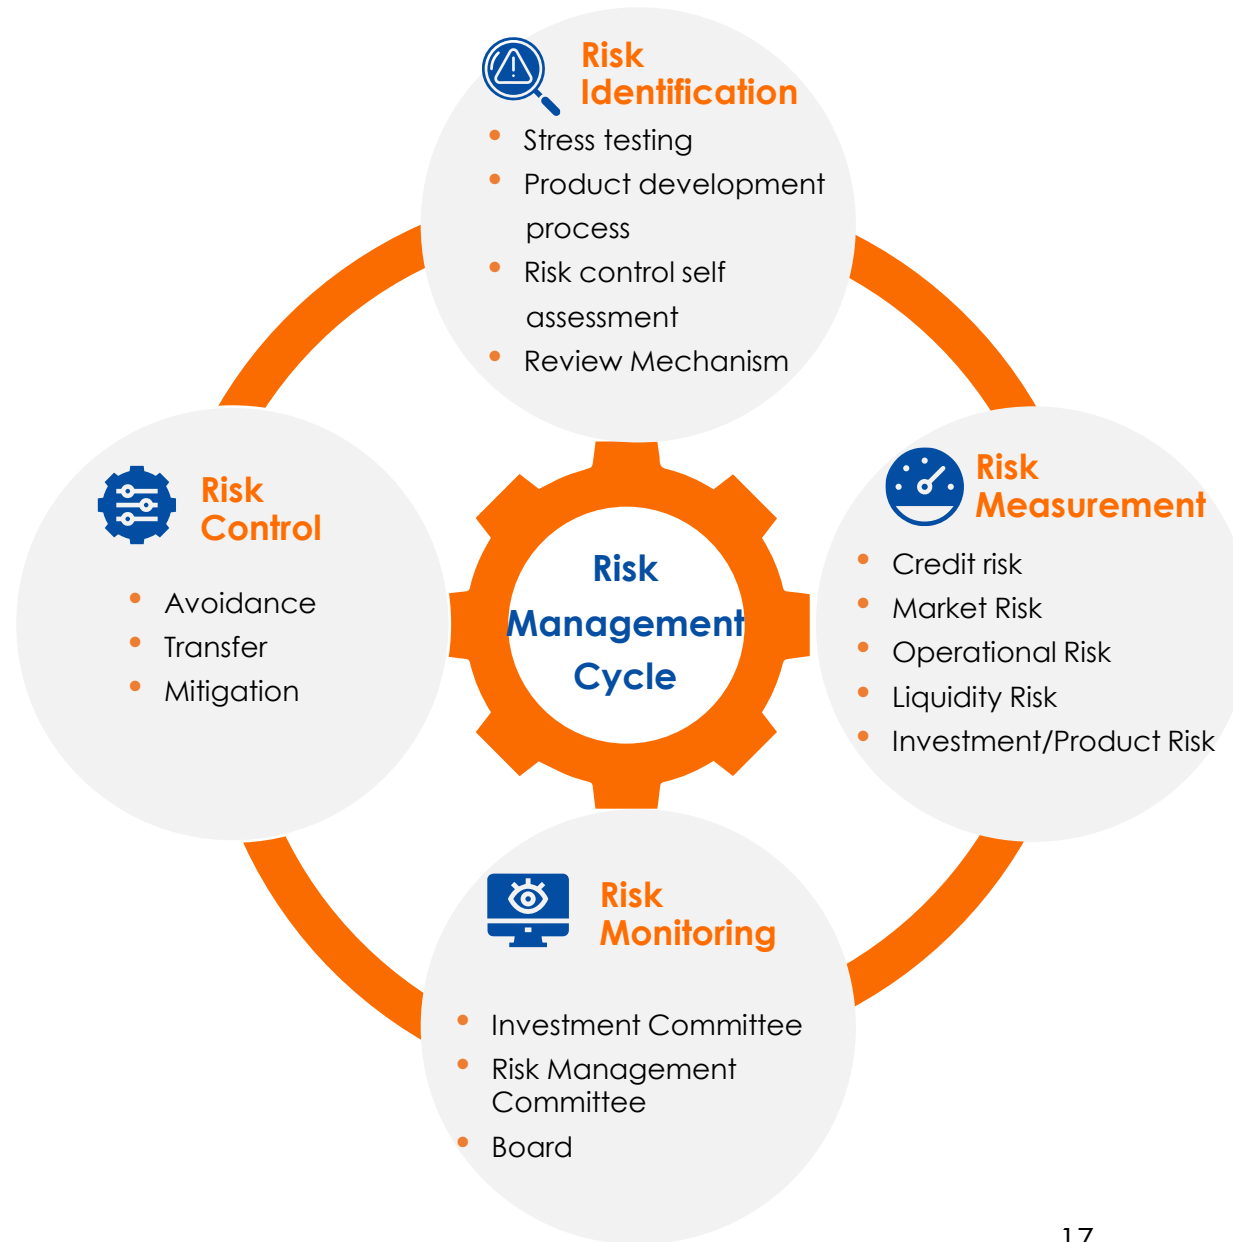 Risk
Identification
• Stress testing
• Product development
process
• Risk control self
assessment
• Review Mechanism
Risk
Measurement
• Credit risk
• Market Risk
• Operational Risk
• Liquidity Risk
• Investment/Product Risk
Risk
Monitoring
• Investment Committee
• Risk Management
Committee
• Board
Risk
Control
• Avoidance
• Transfer
• Mitigation
Risk
Management
Cycle
17